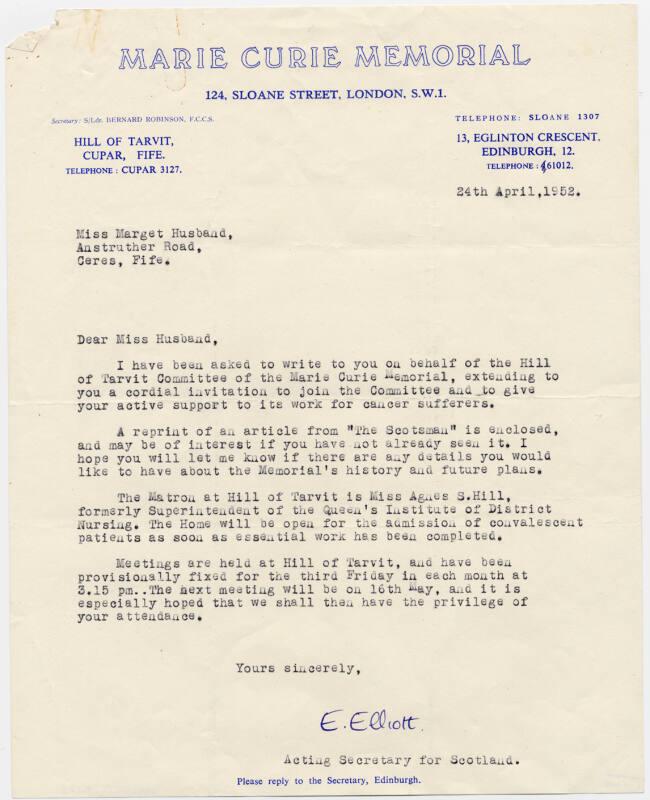 MARIE CURIE MEMORIAL
124, SLOANE STREET, LONDON, S.W.1.
Secretary: S/Ldr. BERNARD ROBINSON, F.C.C.S.
TELEPHONE: SLOANE 1307
HILL OF TARVIT,
CUPAR, FIFE.
TELEPHONE: CUPAR 3127.
13, EGLINTON CRESCENT.
EDINBURGH, 12.
TELEPHONE: 61012.
24th April,1952.
Miss Marget Husband,
Anstruther Road,
Ceres, Fife.
Dear Miss Husband,
I have been asked to write to you on behalf of the Hill
of Tarvit Committee of the Marie Curie Memorial, extending to
you a cordial invitation to join the Committee and to give
your active support to its work for cancer sufferers.
A reprint of an article from "The Scotsman" is enclosed,
and may be of interest if you have not already seen it. I
hope you will let me know if there are any details you would
like to have about the Memorial's history and future plans.
The Matron at Hill of Tarvit is Miss Agnes S.Hill,
formerly Superintendent of the Queen's Institute of District
Nursing. The Home will be open for the admission of convalescent
patients as soon as essential work has been completed.
Meetings are held at Hill of Tarvit, and have been
provisionally fixed for the third Friday in each month at
3.15 pm..The next meeting will be on 16th May, and it is
especially hoped that we shall then have the privilege of
your attendance.
Yours sincerely,
E. Elliott.
Acting Secretary for Scotland.
Please reply to the Secretary, Edinburgh.